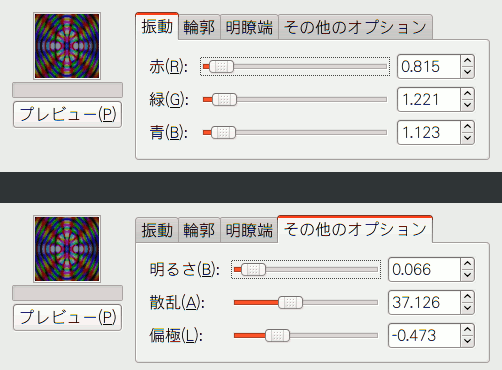 振動 輪郭 明瞭端 その他のオプション
赤(R): 0.815
緑(G): 1.221
青(B): 1.123
プレビュー(P)
振動 輪郭 明瞭端 その他のオプション
明るさ(B): 0.066
散乱(A): 37.126
偏極(L): -0.473
プレビュー(P)